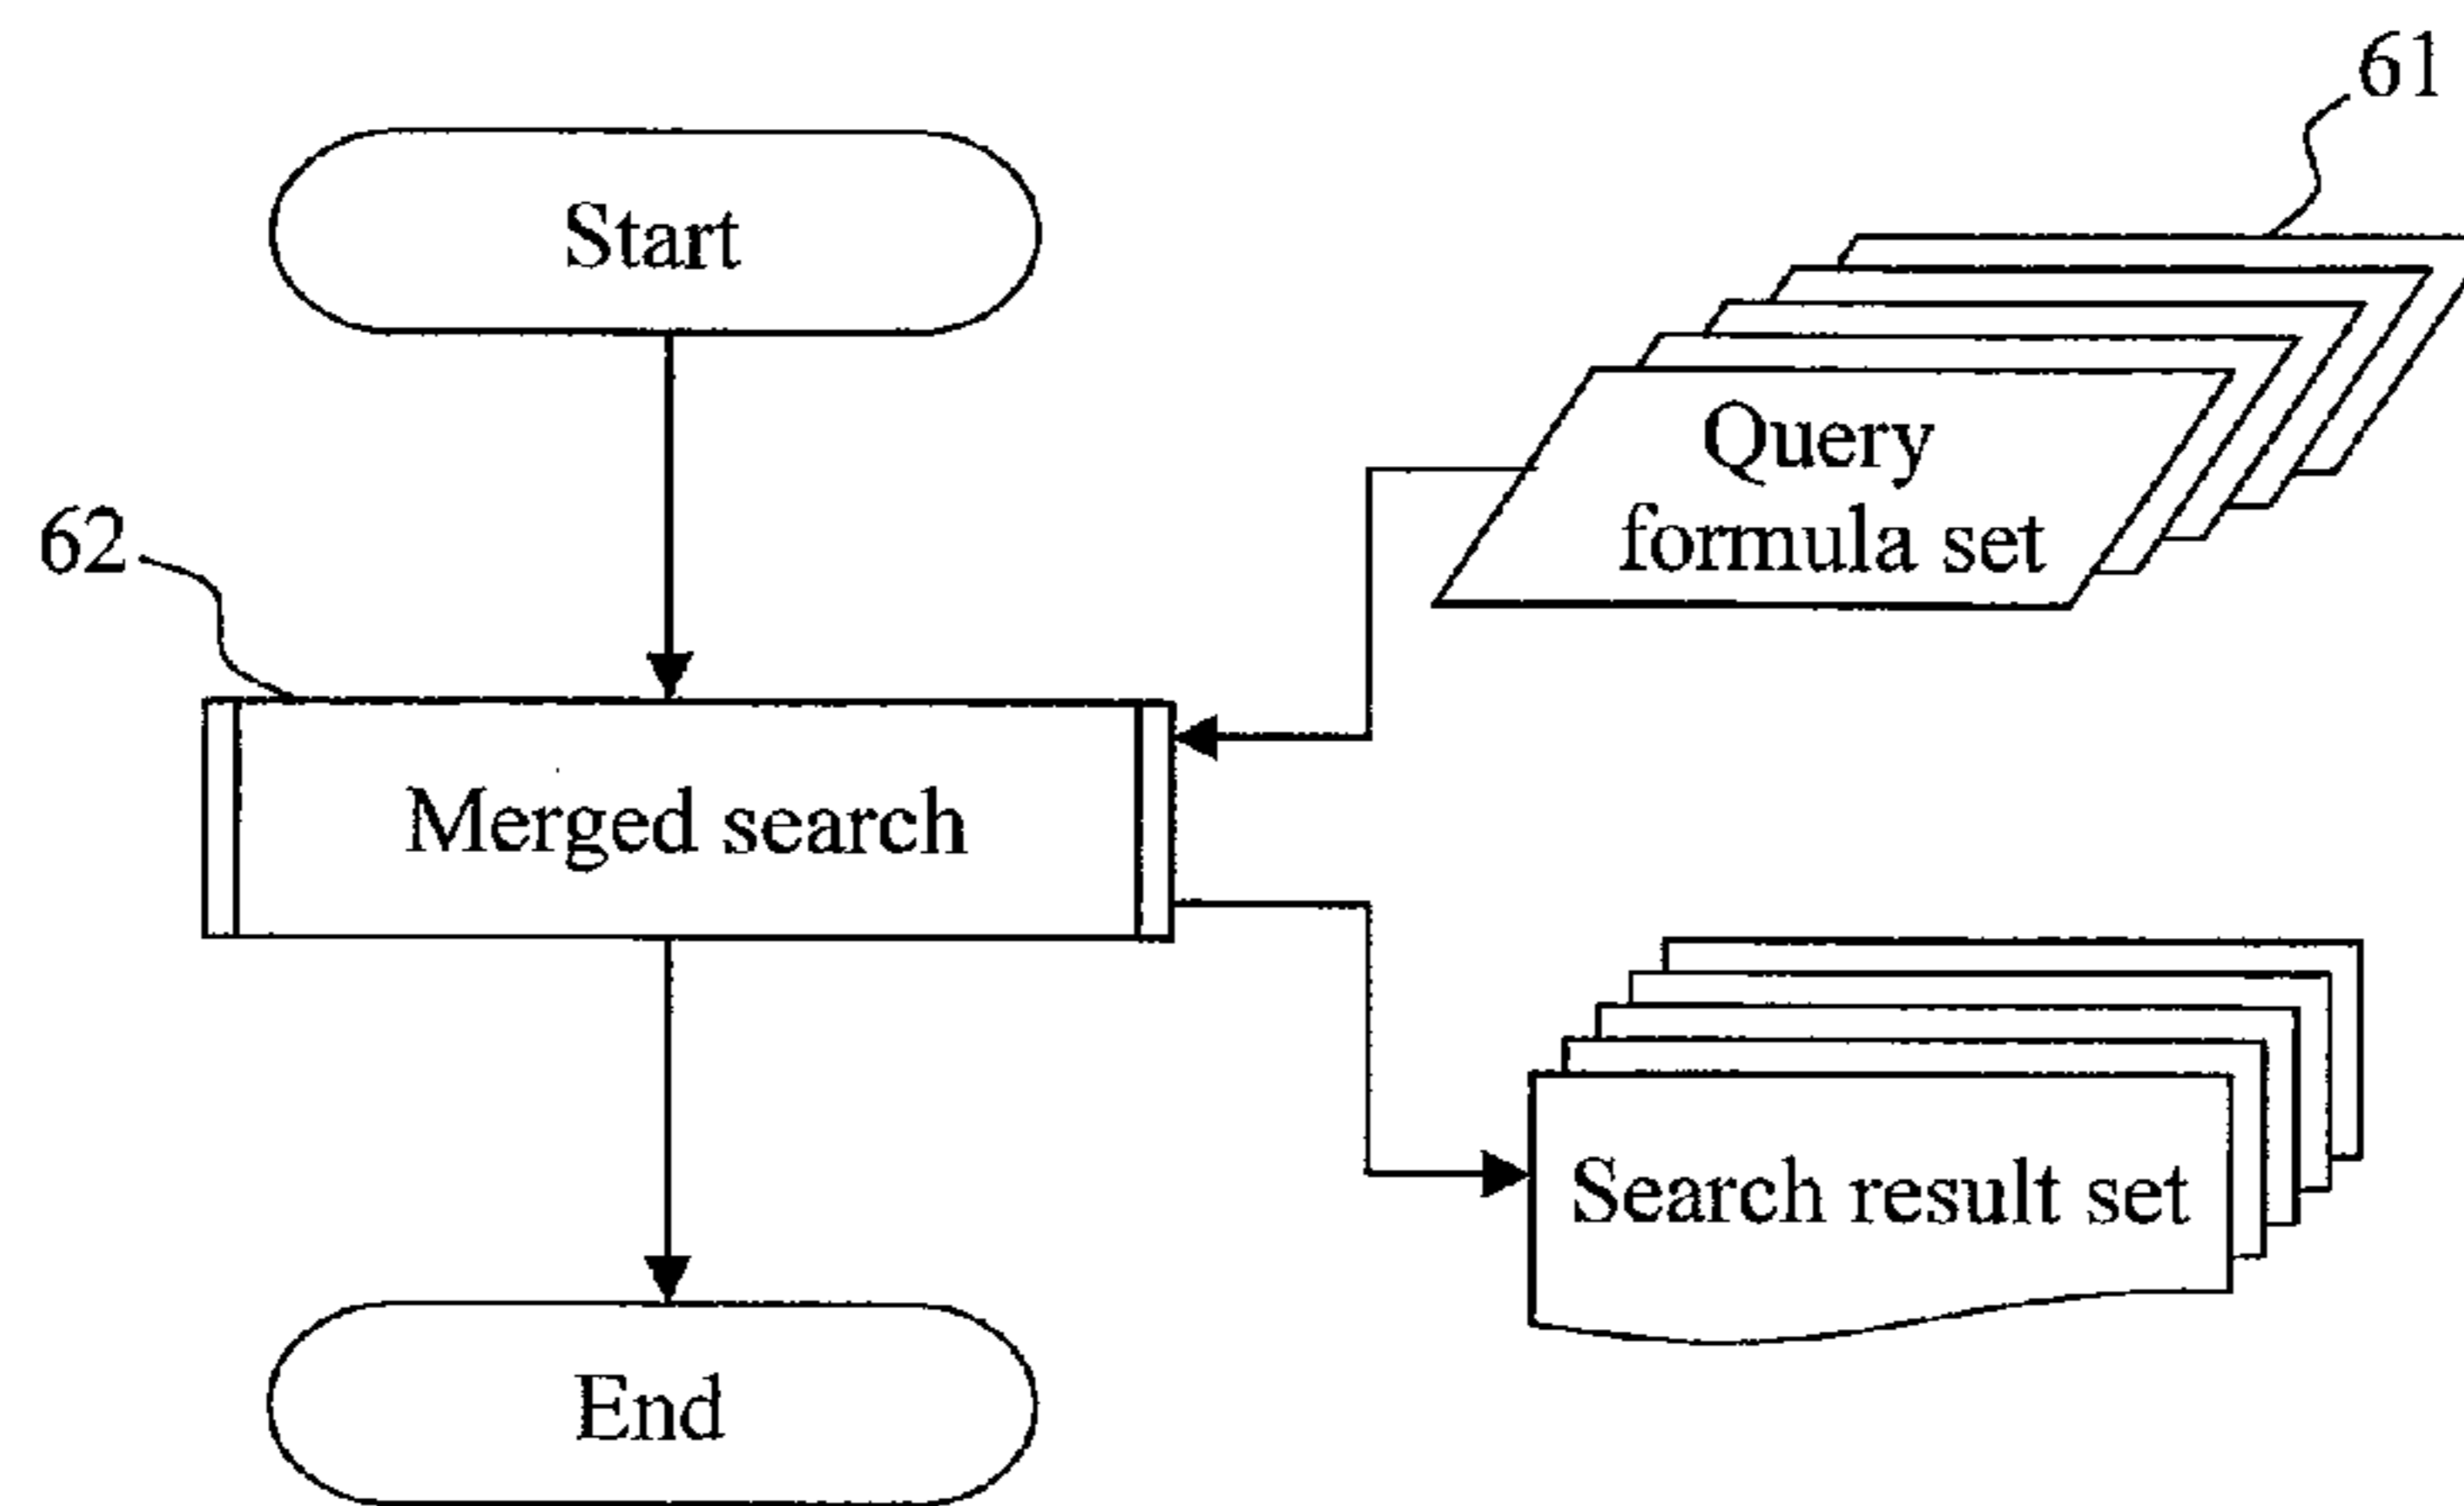 61
Start
Query
formula set
62
Merged search
Search result set
End